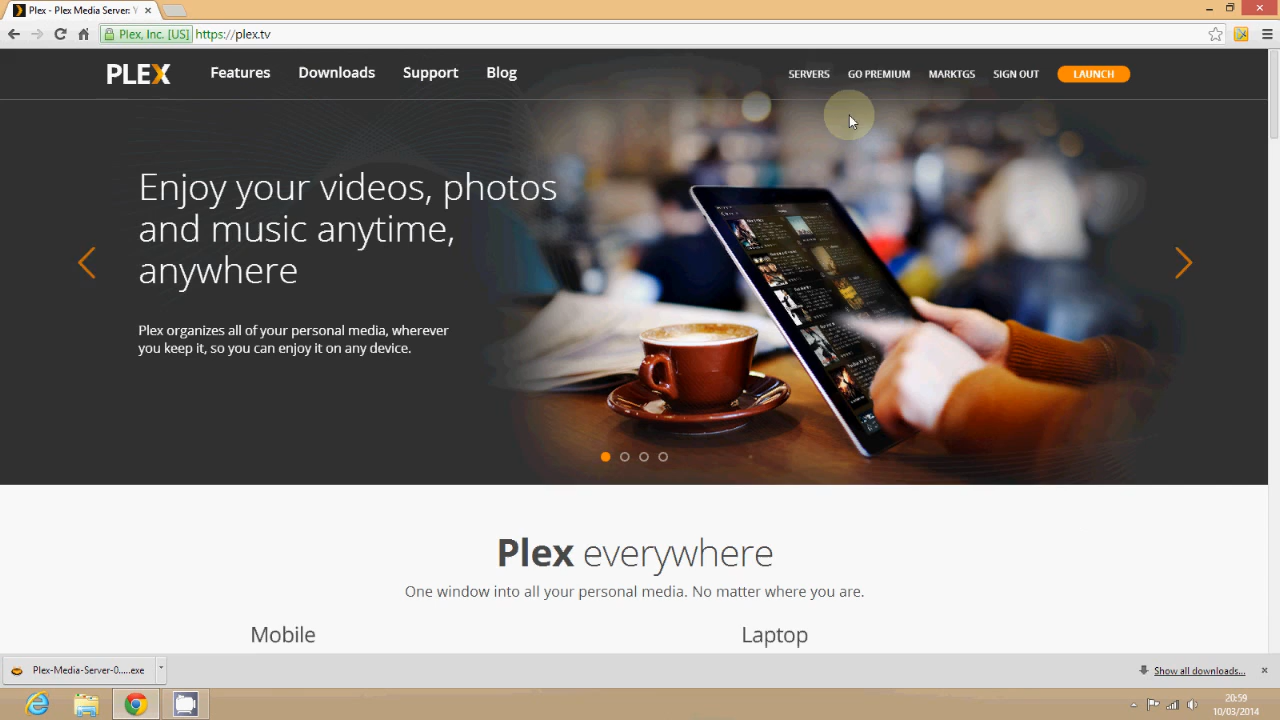 Plex - Plex Media Server: Y
Plex, Inc. [US] https://plex.tv
PLEX Features Downloads Support Blog SERVERS GO PREMIUM MARKTGS SIGN OUT LAUNCH
Enjoy your videos, photos
and music anytime,
anywhere
Plex organizes all of your personal media, wherever
you keep it, so you can enjoy it on any device.
Plex everywhere
One window into all your personal media. No matter where you are.
Mobile Laptop
Plex-Media-Server-0.....exe Show all downloads...
20:59
10/03/2014